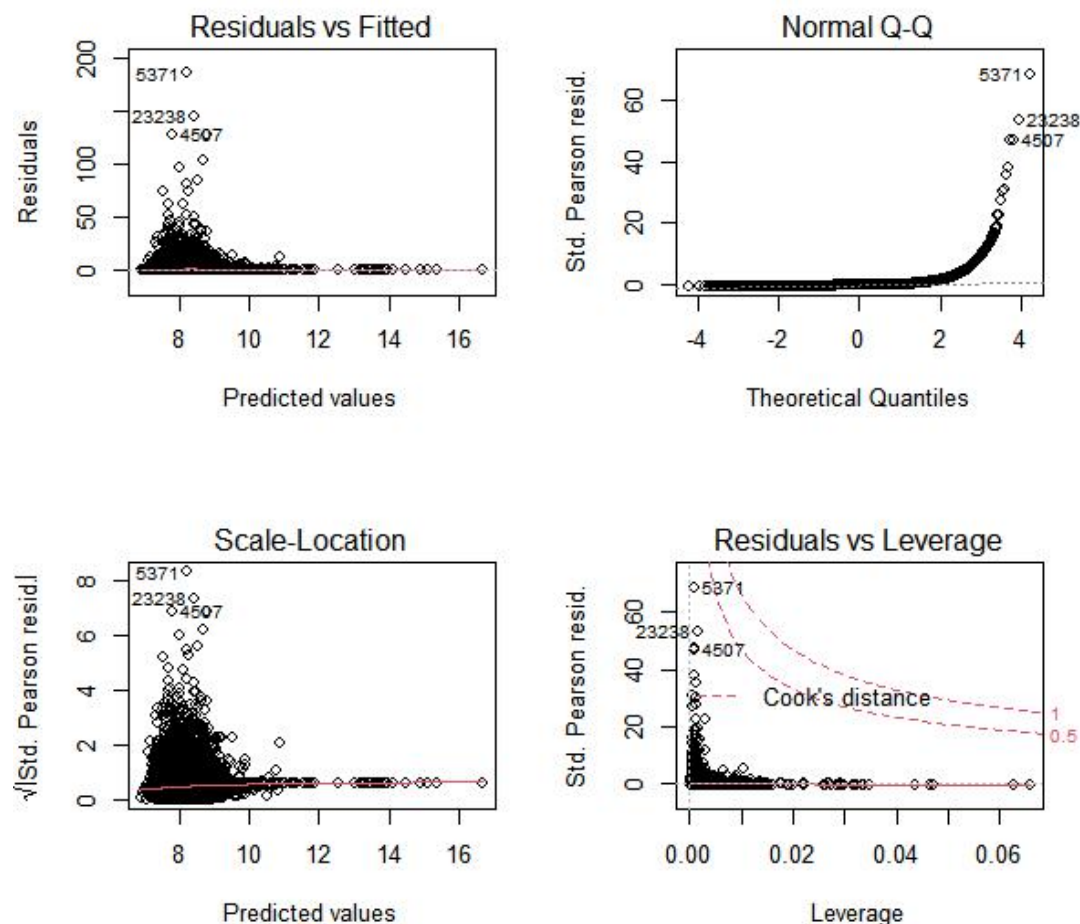 Residuals vs Fitted
Residuals
200
100
50
0
5371
23238
4507
8 10 12 14 16
Predicted values
Normal Q-Q
Std. Pearson resid.
60
40
20
0
5371
23238
4507
-4 -2 0 2 4
Theoretical Quantiles
Scale-Location
√|Std. Pearson resid.|
8
6
4
2
0
5371
23238
4507
8 10 12 14 16
Predicted values
Residuals vs Leverage
Std. Pearson resid.
60
40
20
0
5371
23238
4507
Cook's distance
1
0.5
0.00 0.02 0.04 0.06
Leverage